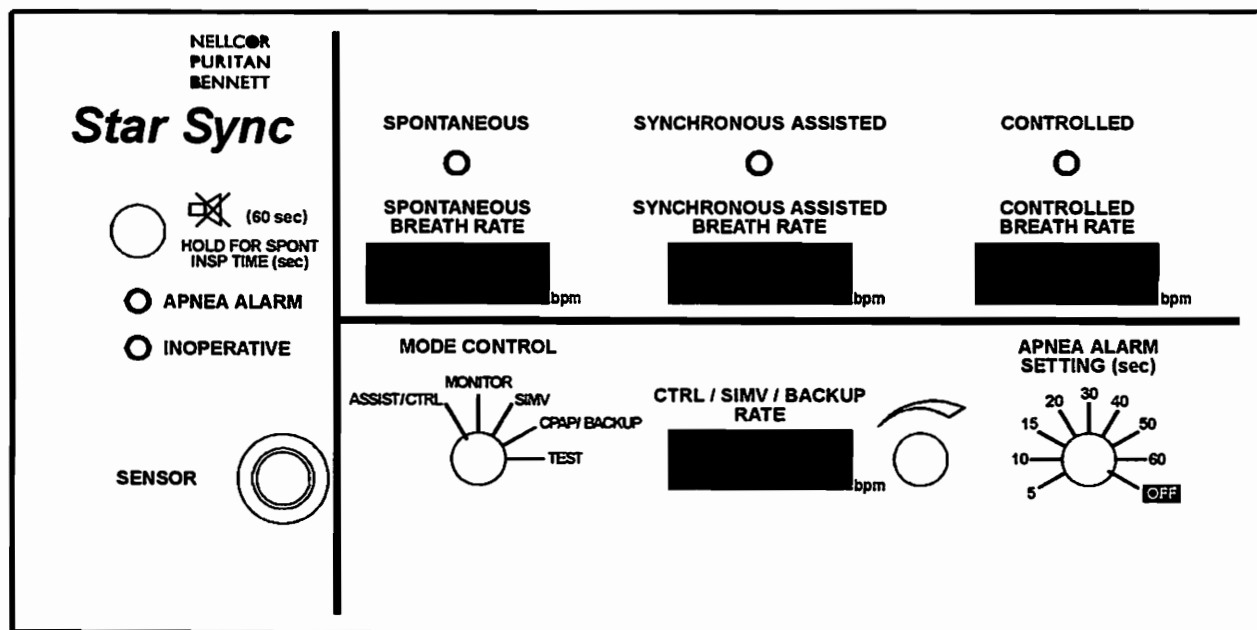 NELLCOR
PURITAN
BENNETT
Star Sync
(60 sec)
HOLD FOR SPONT
INSP TIME (sec)
APNEA ALARM
INOPERATIVE
SENSOR
SPONTANEOUS
SYNCHRONOUS ASSISTED
CONTROLLED
SPONTANEOUS
BREATH RATE
bpm
SYNCHRONOUS ASSISTED
BREATH RATE
bpm
CONTROLLED
BREATH RATE
bpm
MODE CONTROL
ASSIST/CTRL
MONITOR
SIMV
CPAP/ BACKUP
TEST
CTRL / SIMV / BACKUP
RATE
bpm
APNEA ALARM
SETTING (sec)
5
10
15
20
30
40
50
60
OFF